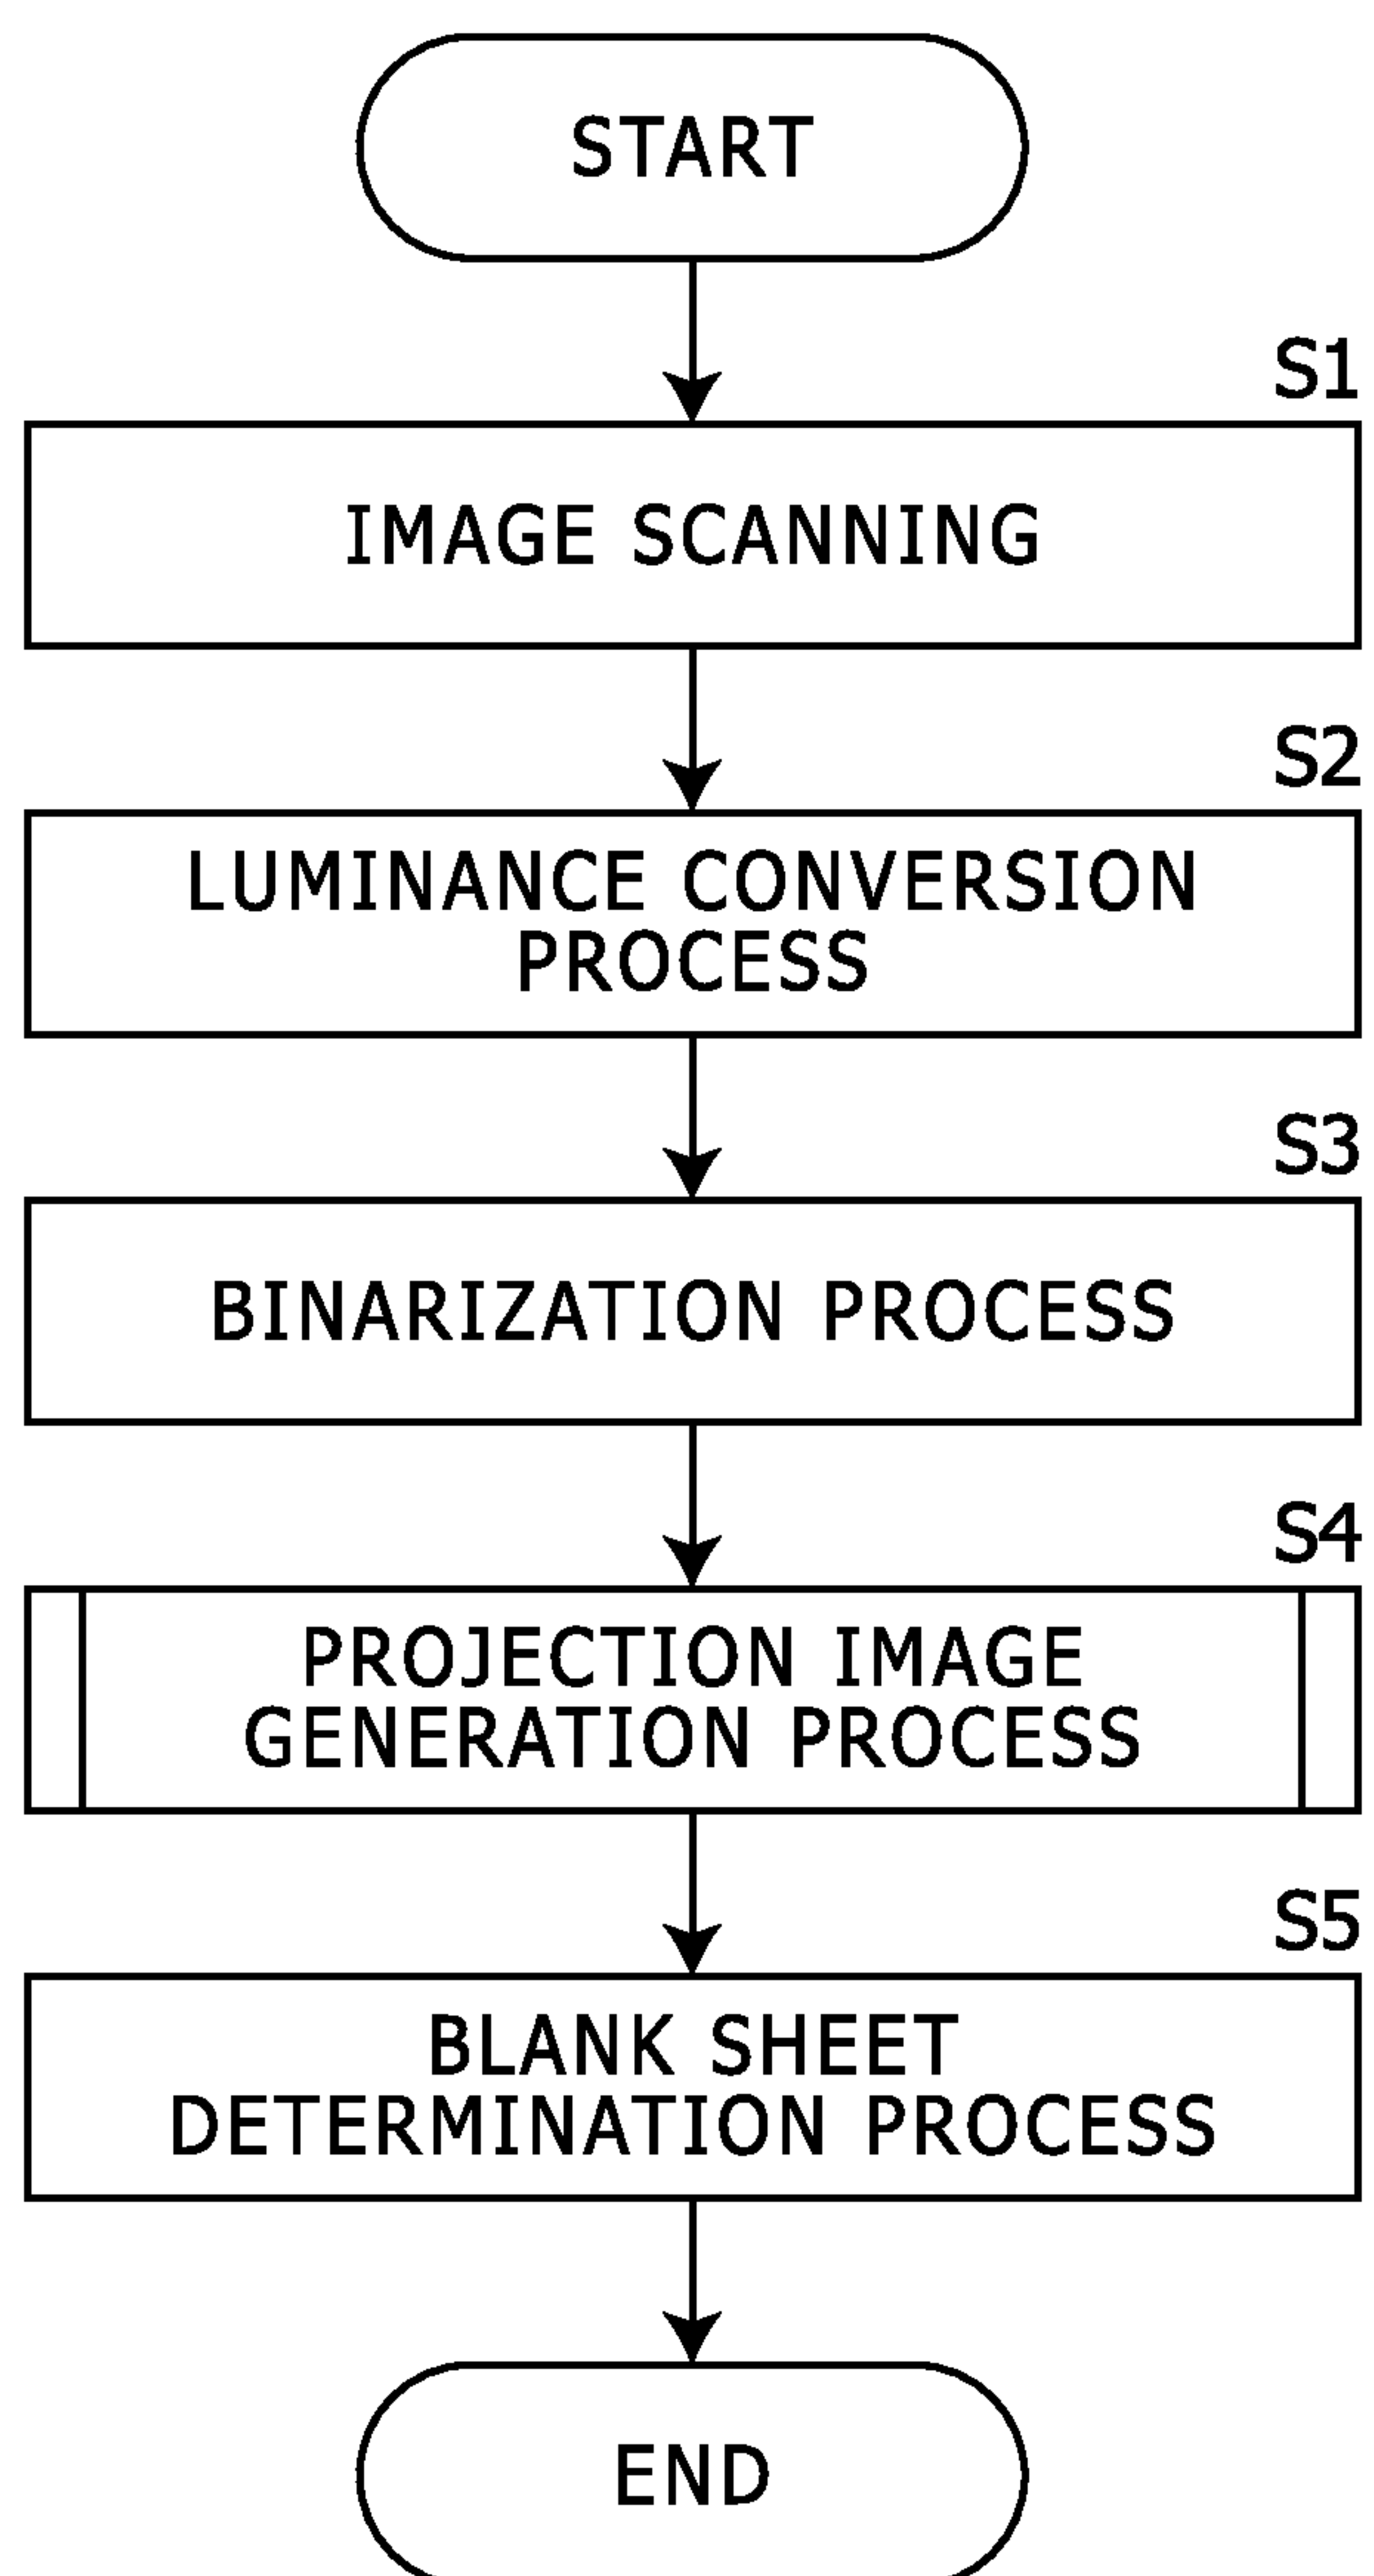 START
S1
IMAGE SCANNING
S2
LUMINANCE CONVERSION
PROCESS
S3
BINARIZATION PROCESS
S4
PROJECTION IMAGE
GENERATION PROCESS
S5
BLANK SHEET
DETERMINATION PROCESS
END